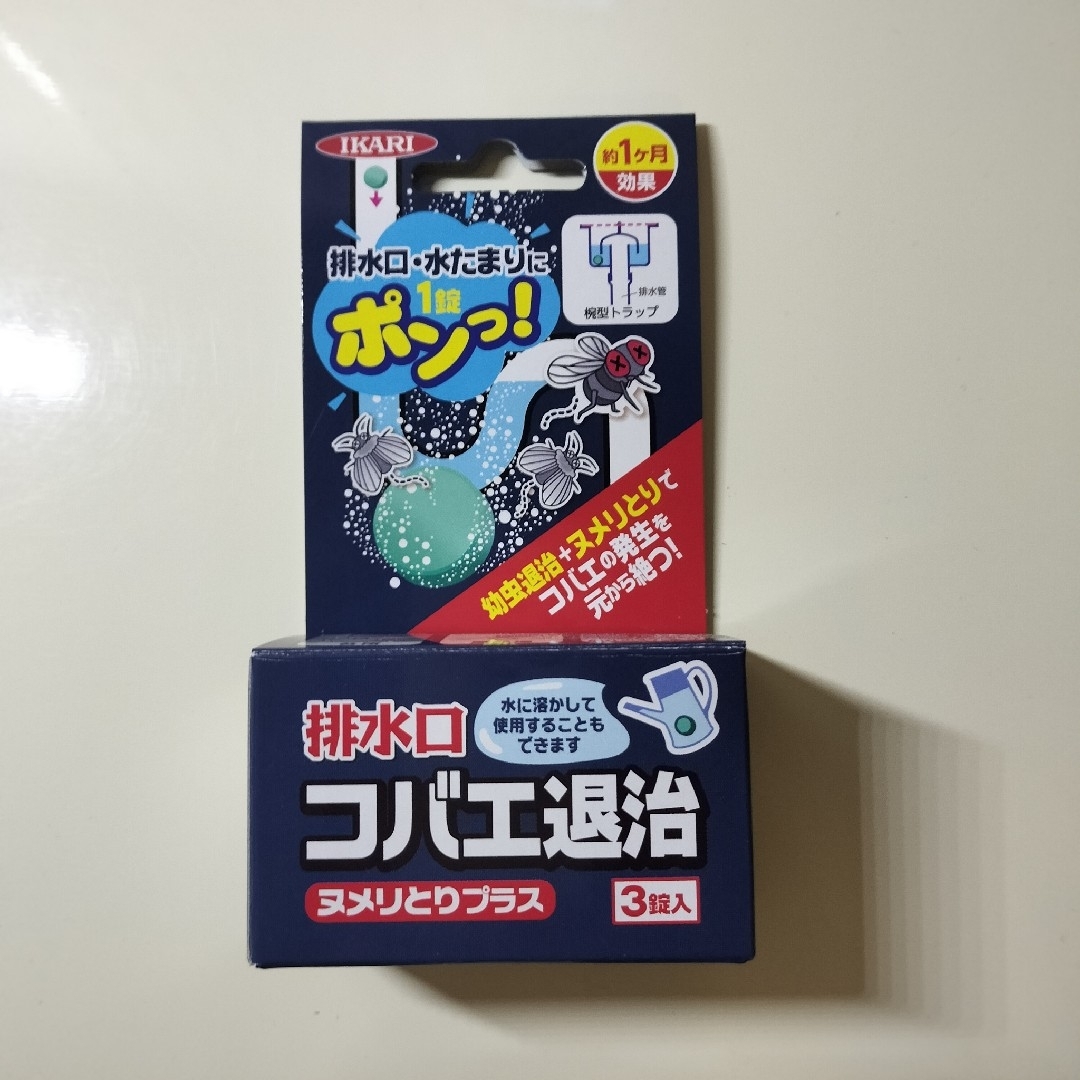 IKARI
約1ヶ月
効果
排水口・水たまりに
1錠
ポンっ!
排水管
椀型トラップ
幼虫退治+ヌメリとりで
コバエの発生を
元から絶つ!
排水口
水に溶かして
使用することも
できます
コバエ退治
ヌメリとりプラス
3錠入